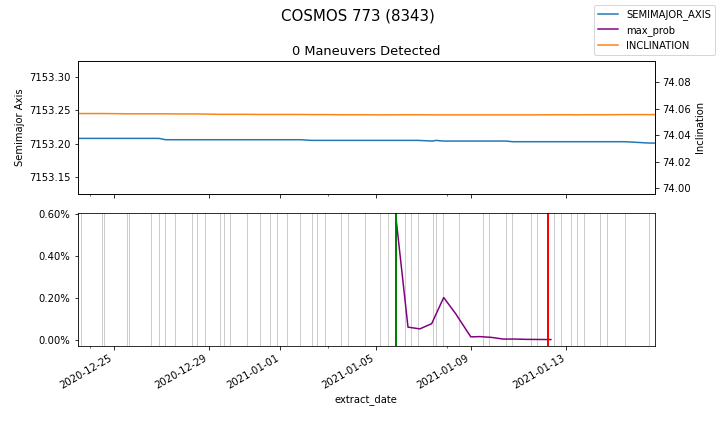 COSMOS 773 (8343)
SEMIMAJOR_AXIS
max_prob
INCLINATION
0 Maneuvers Detected
7153.30
7153.25
7153.20
7153.15
Semimajor Axis
74.08
74.06
74.04
74.02
74.00
Inclination
0.60%
0.40%
0.20%
0.00%
2020-12-25
2020-12-29
2021-01-01
2021-01-05
2021-01-09
2021-01-13
extract_date